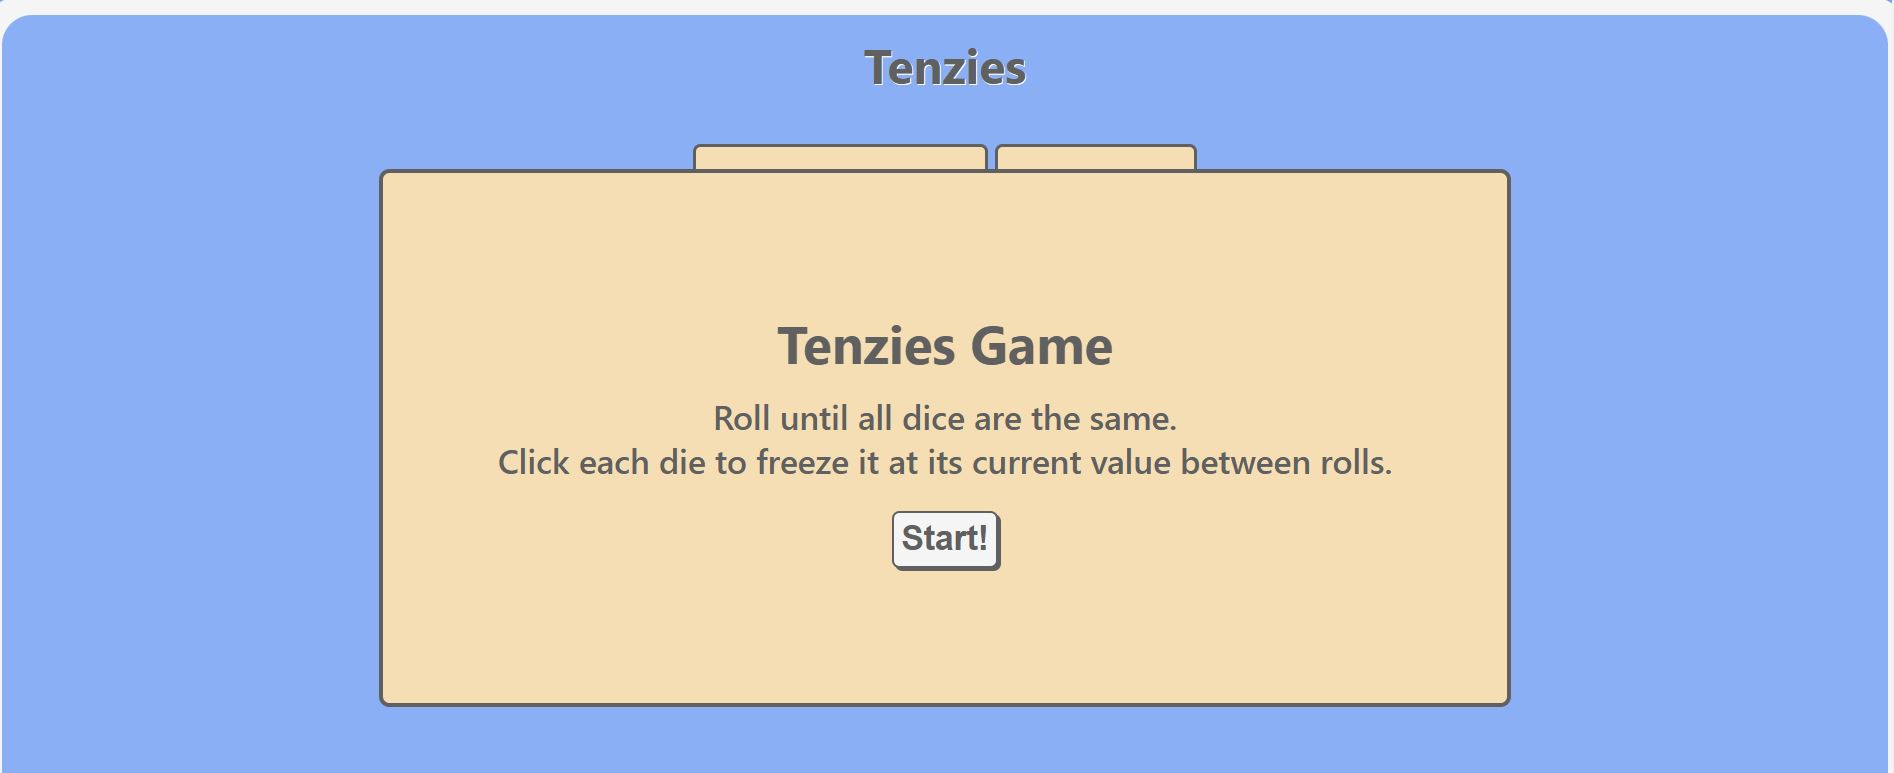 Tenzies
Tenzies Game
Roll until all dice are the same.
Click each die to freeze it at its current value between rolls.
Start!